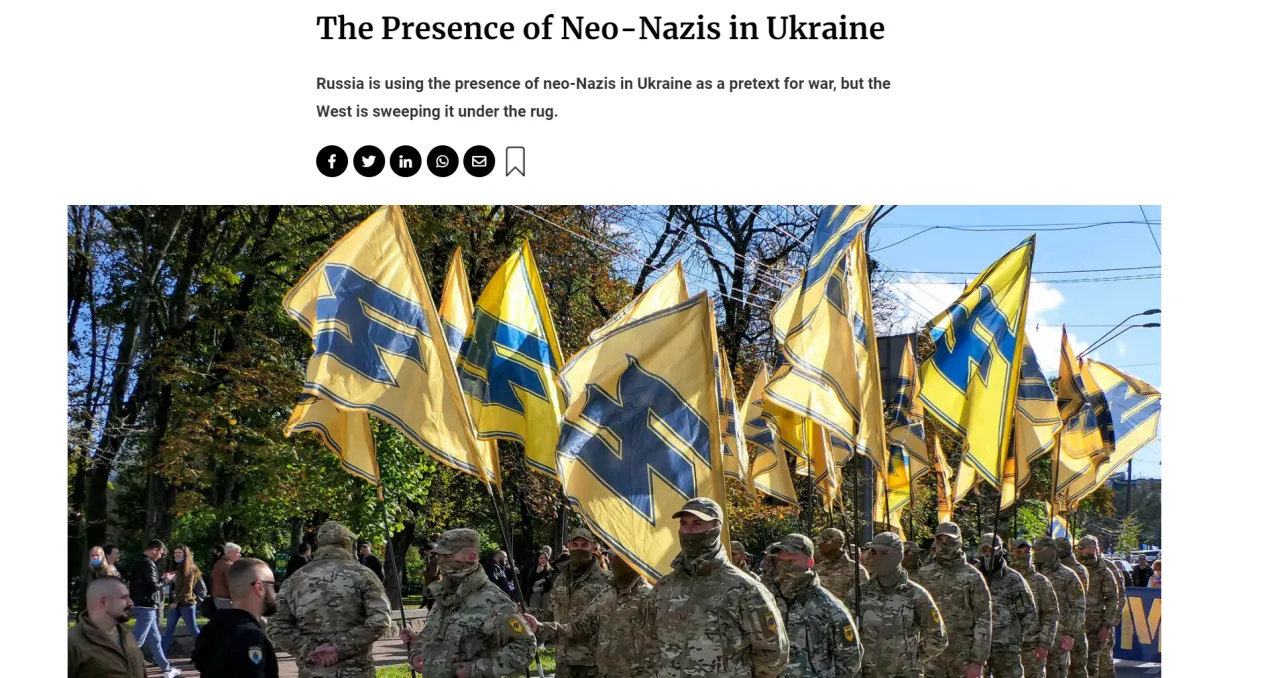 The Presence of Neo-Nazis in Ukraine
Russia is using the presence of neo-Nazis in Ukraine as a pretext for war, but the
West is sweeping it under the rug.